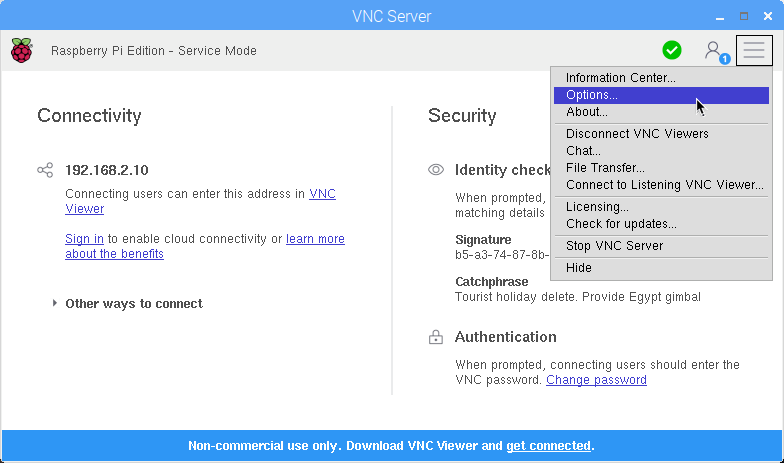 VNC Server
Raspberry Pi Edition - Service Mode
1
Information Center...
Options...
About...
Disconnect VNC Viewers
Chat...
File Transfer...
Connect to Listening VNC Viewer...
Licensing...
Check for updates...
Stop VNC Server
Hide
Connectivity
192.168.2.10
Connecting users can enter this address in VNC
Viewer
Sign in to enable cloud connectivity or learn more
about the benefits
Other ways to connect
Security
Identity check
When prompted,
matching details
Signature
b5-a3-74-87-8b-
Catchphrase
Tourist holiday delete. Provide Egypt gimbal
Authentication
When prompted, connecting users should enter the
VNC password. Change password
Non-commercial use only. Download VNC Viewer and get connected.